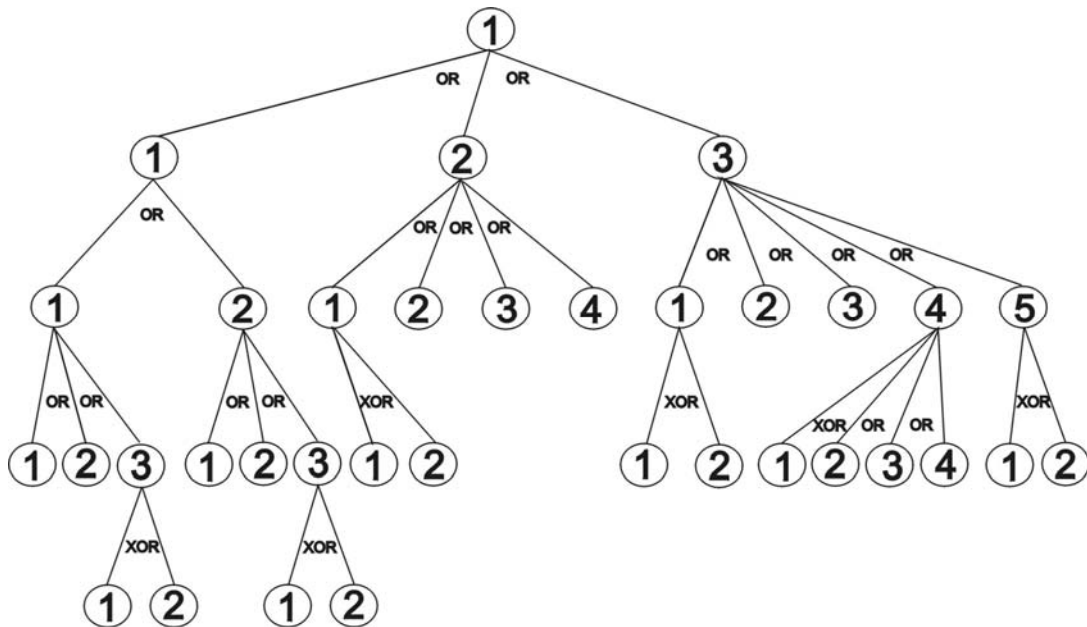 1
OR OR
1 2 3
OR OR OR OR OR OR OR OR
1 2 1 2 3 4 1 2 3 4 5
OR OR OR OR XOR XOR XOR OR OR XOR
1 2 3 1 2 3 1 2 1 2 1 2 3 4 1 2
XOR XOR
1 2 1 2